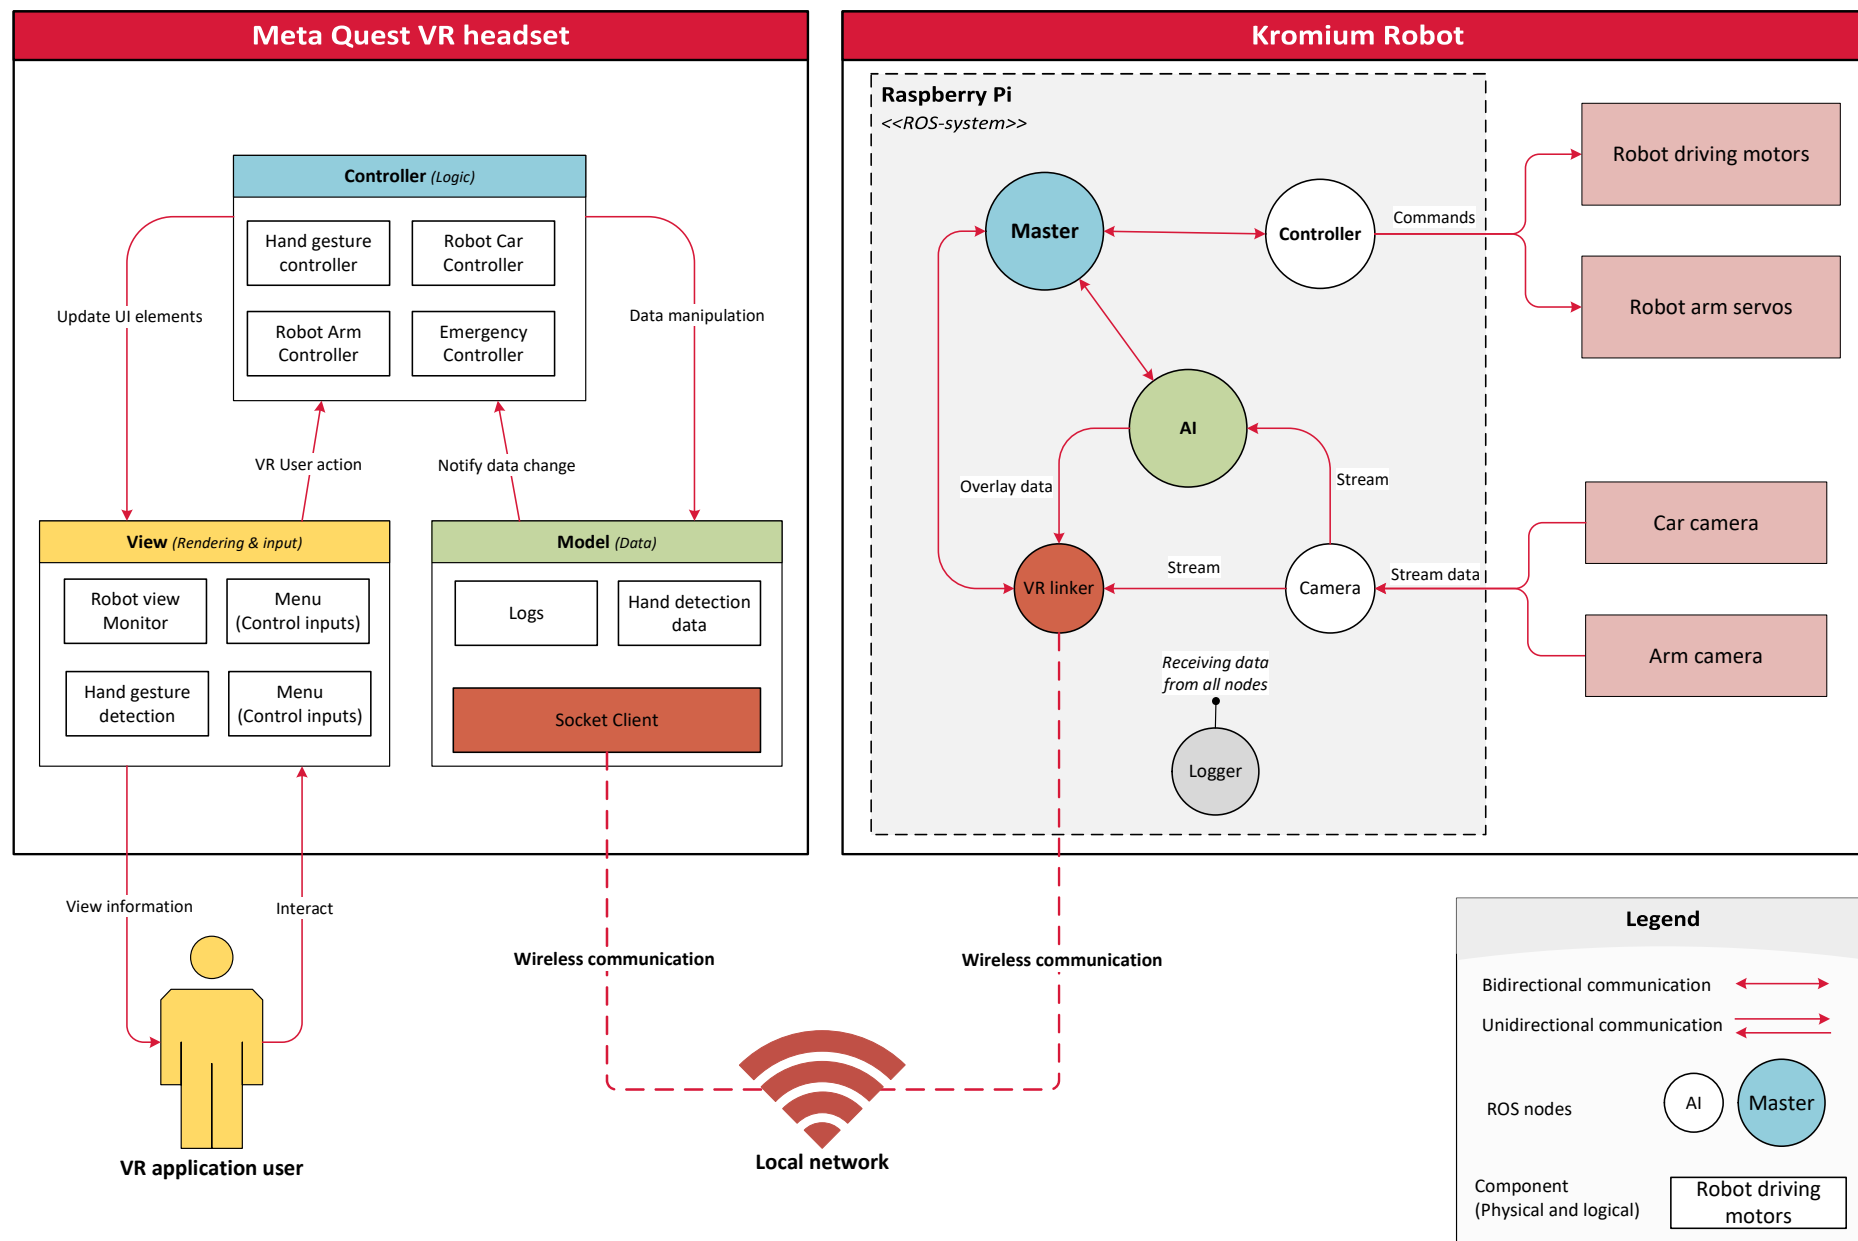 Meta Quest VR headset
Controller (Logic)
Hand gesture
controller
Robot Car
Controller
Robot Arm
Controller
Emergency
Controller
Update UI elements
Data manipulation
VR User action
Notify data change
View (Rendering & input)
Robot view
Monitor
Menu
(Control inputs)
Hand gesture
detection
Menu
(Control inputs)
Model (Data)
Logs
Hand detection
data
Socket Client
View information
Interact
VR application user
Wireless communication
Local network
Wireless communication
Kromium Robot
Raspberry Pi
<<ROS-system>>
Master
Controller
Commands
Robot driving motors
Robot arm servos
AI
Overlay data
Stream
VR linker
Stream
Camera
Stream data
Car camera
Arm camera
Receiving data
from all nodes
Logger
Legend
Bidirectional communication
Unidirectional communication
ROS nodes
AI
Master
Component
(Physical and logical)
Robot driving
motors